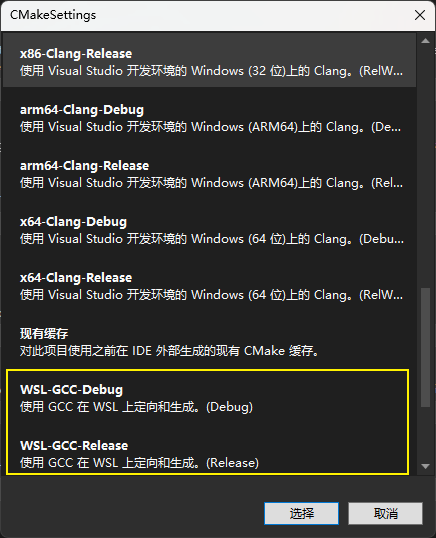 CMakeSettings
x86-Clang-Release
使用 Visual Studio 开发环境的 Windows (32 位)上的 Clang。(RelW...
arm64-Clang-Debug
使用 Visual Studio 开发环境的 Windows (ARM64)上的 Clang。(De...
arm64-Clang-Release
使用 Visual Studio 开发环境的 Windows (ARM64)上的 Clang。(Rel...
x64-Clang-Debug
使用 Visual Studio 开发环境的 Windows (64 位)上的 Clang。(Debu...
x64-Clang-Release
使用 Visual Studio 开发环境的 Windows (64 位)上的 Clang。(RelW...
现有缓存
对此项目使用之前在 IDE 外部生成的现有 CMake 缓存。
WSL-GCC-Debug
使用 GCC 在 WSL 上定向和生成。(Debug)
WSL-GCC-Release
使用 GCC 在 WSL 上定向和生成。(Release)
选择 取消